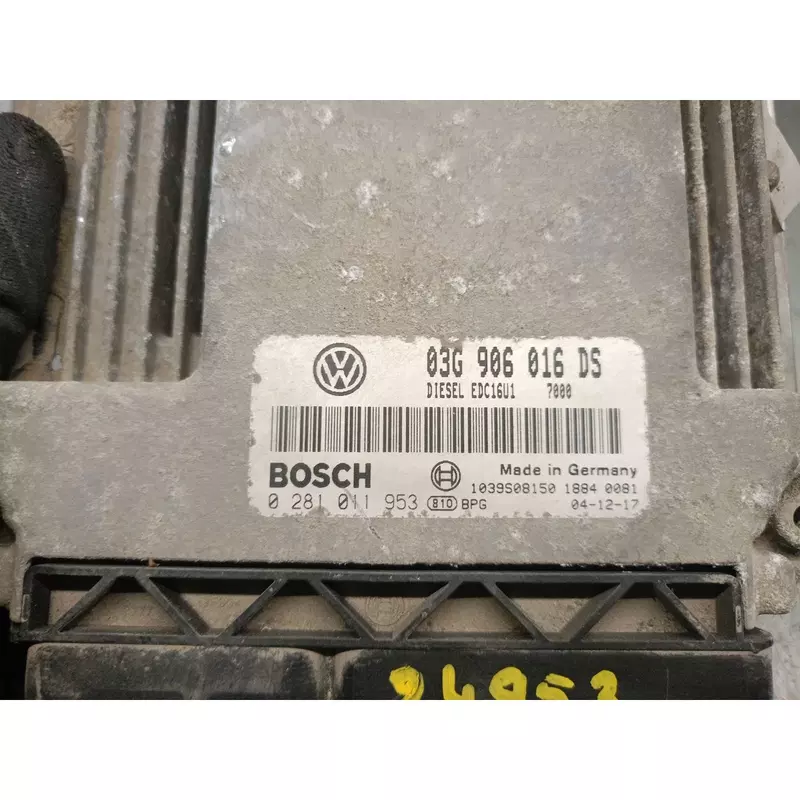 VW
03G 906 016 DS
DIESEL EDC16U1 7000
BOSCH
Made in Germany
0 281 011 953 810 BPG
1039S08150 1884 0081
04-12-17